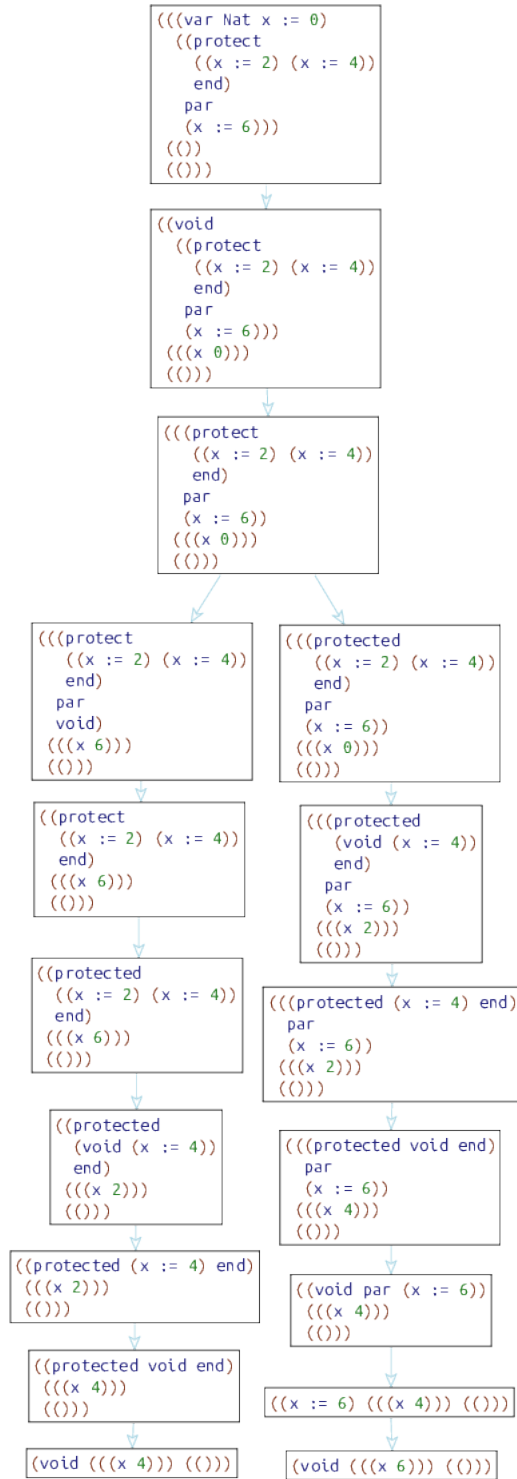 (((var Nat x := 0)
((protect
((x := 2) (x := 4))
end)
par
(x := 6)))
(())
(()))
((void
((protect
((x := 2) (x := 4))
end)
par
(x := 6)))
(((x 0)))
(()))
(((protect
((x := 2) (x := 4))
end)
par
(x := 6))
(((x 0)))
(()))
(((protect
((x := 2) (x := 4))
end)
par
void)
(((x 6)))
(()))
((protect
((x := 2) (x := 4))
end)
(((x 6)))
(()))
((protected
((x := 2) (x := 4))
end)
(((x 6)))
(()))
((protected
(void (x := 4))
end)
(((x 2)))
(()))
((protected (x := 4) end)
(((x 2)))
(()))
((protected void end)
(((x 4)))
(()))
(void (((x 4))) (()))
(((protected
((x := 2) (x := 4))
end)
par
(x := 6))
(((x 0)))
(()))
(((protected
(void (x := 4))
end)
par
(x := 6))
(((x 2)))
(()))
(((protected (x := 4) end)
par
(x := 6))
(((x 2)))
(()))
(((protected void end)
par
(x := 6))
(((x 4)))
(()))
((void par (x := 6))
(((x 4)))
(()))
((x := 6) (((x 4))) (()))
(void (((x 6))) (()))